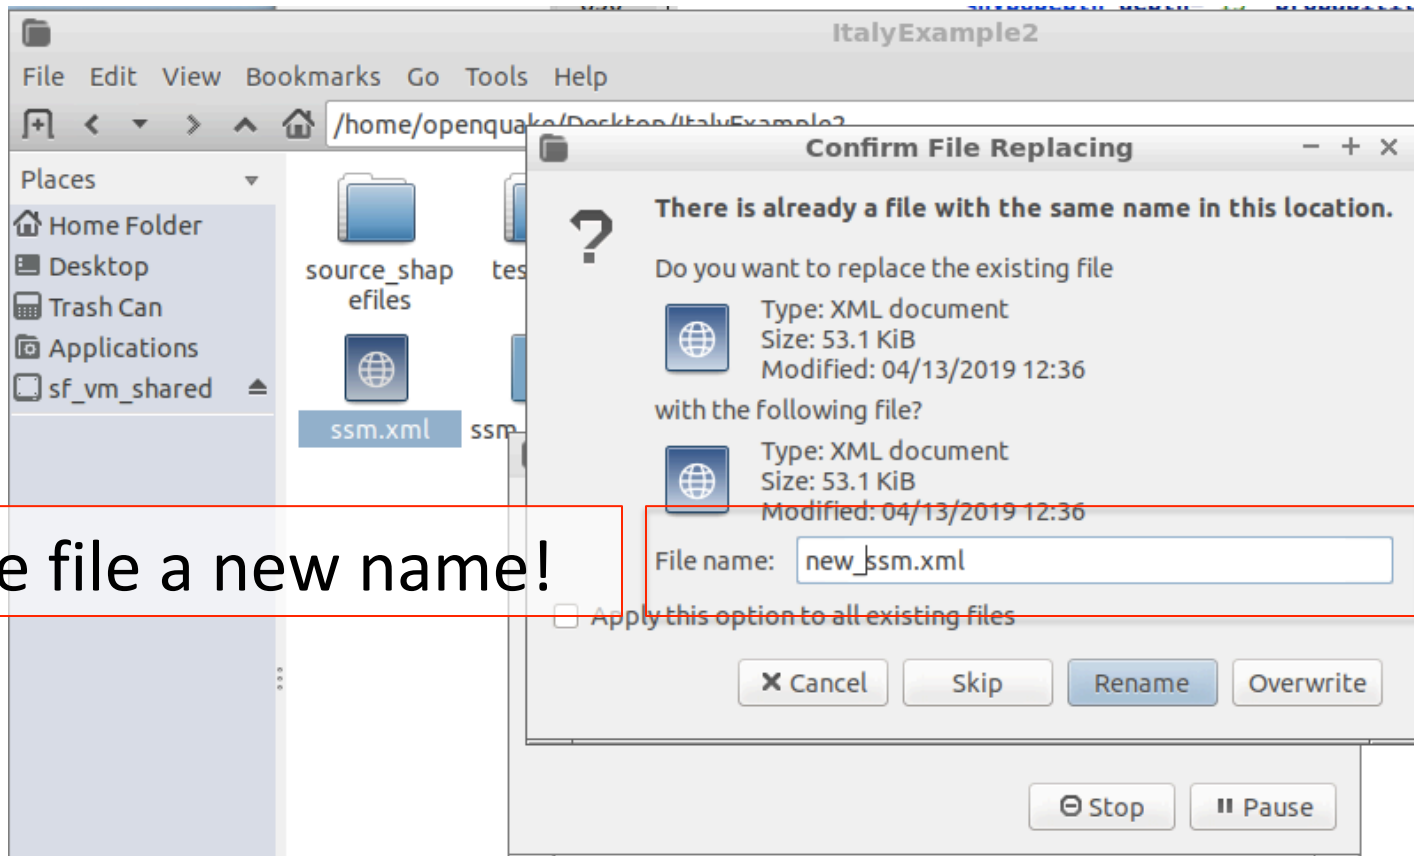 ItalyExample2
File Edit View Bookmarks Go Tools Help
/home/openquake/Desktop/ItalyExample2
Confirm File Replacing
Places
Home Folder
Desktop
Trash Can
Applications
sf_vm_shared
source_shap
efiles
tes
ssm.xml
ssm
There is already a file with the same name in this location.
Do you want to replace the existing file
Type: XML document
Size: 53.1 KiB
Modified: 04/13/2019 12:36
with the following file?
Type: XML document
Size: 53.1 KiB
Modified: 04/13/2019 12:36
e file a new name!
File name: new_ssm.xml
Apply this option to all existing files
Cancel Skip Rename Overwrite
Stop Pause